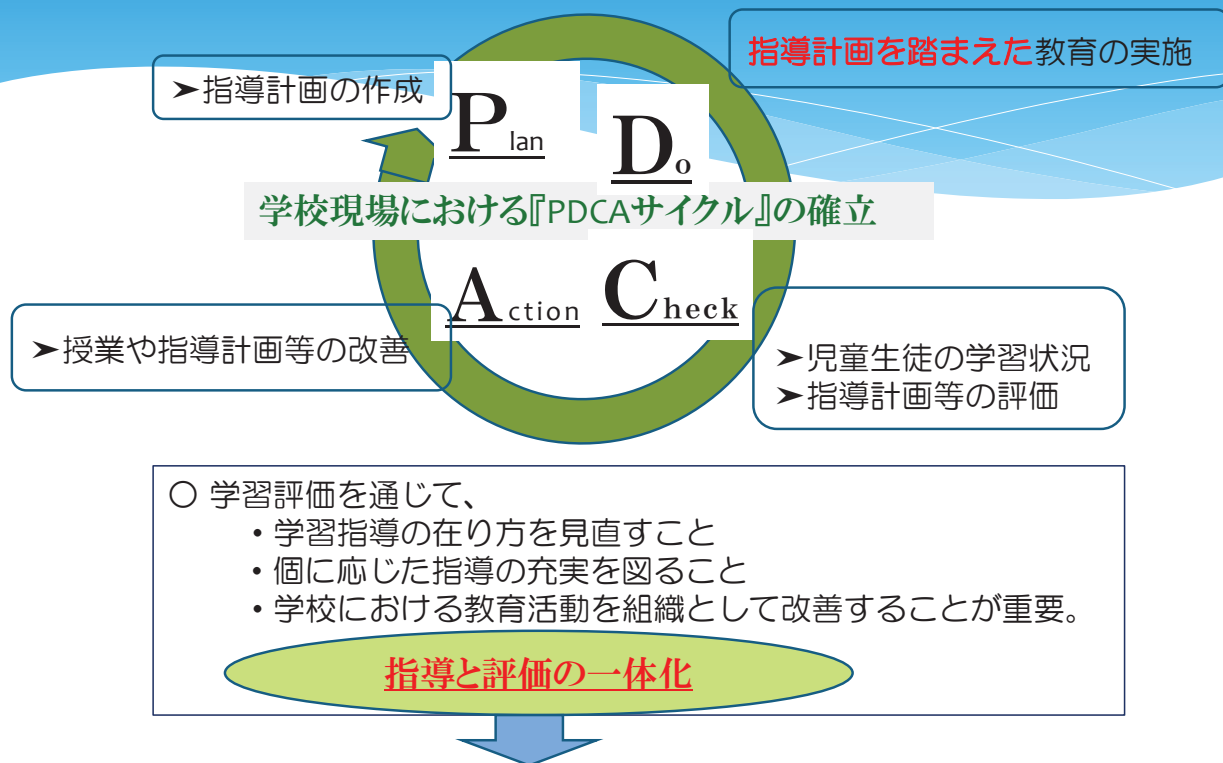 指導計画を踏まえた教育の実施
➤指導計画の作成
Plan
Do
学校現場における『PDCAサイクル』の確立
Action
Check
➤授業や指導計画等の改善
➤児童生徒の学習状況
➤指導計画等の評価
〇 学習評価を通じて、
・学習指導の在り方を見直すこと
・個に応じた指導の充実を図ること
・学校における教育活動を組織として改善することが重要。
指導と評価の一体化